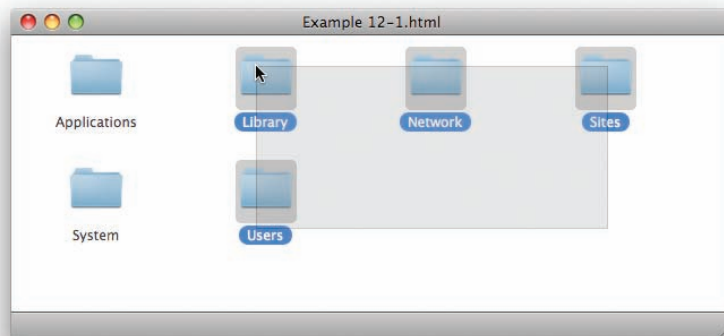 Example 12-1.html
Applications Library Network Sites
System Users